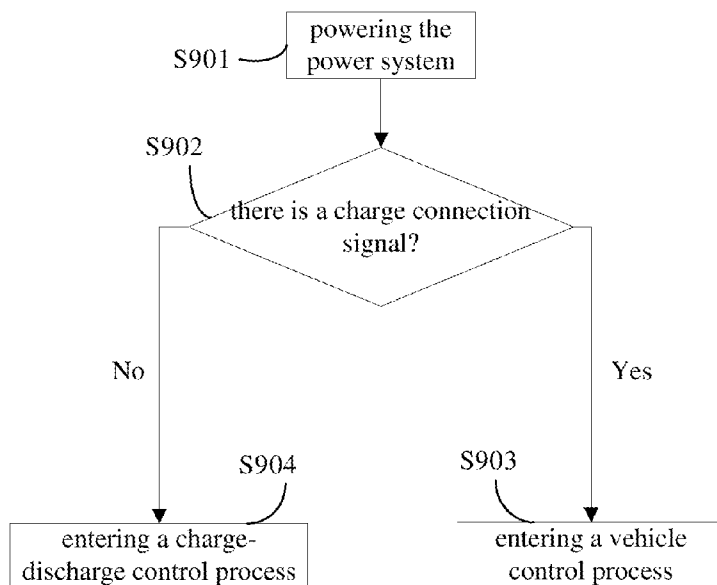 powering the
power system
S901
S902
there is a charge connection
signal?
No
Yes
S904
S903
entering a charge-
discharge control process
entering a vehicle
control process